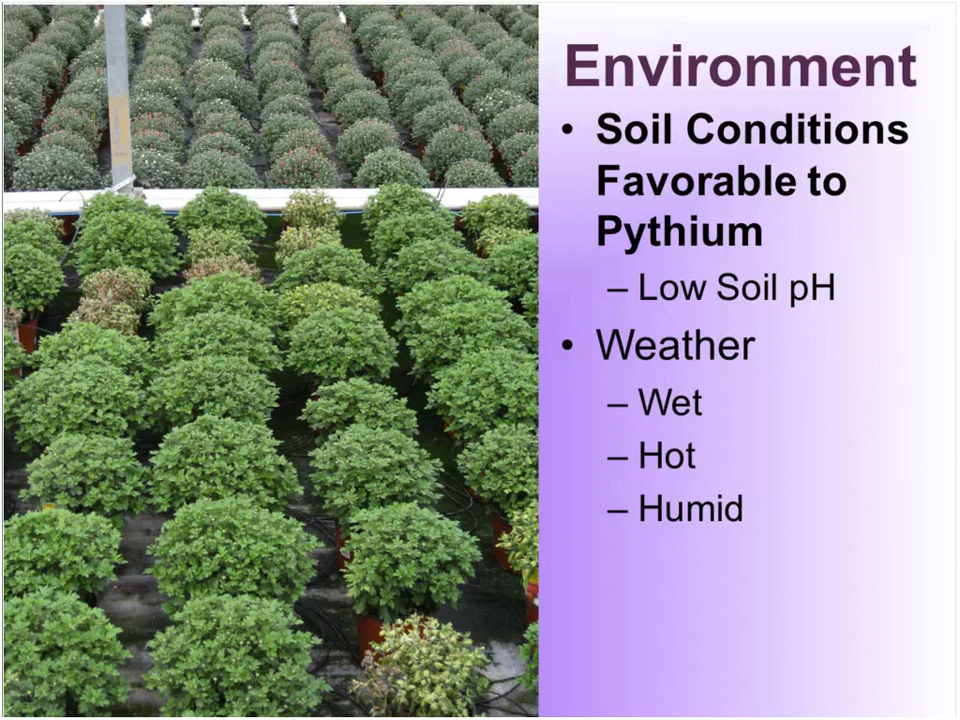 Environment
• Soil Conditions
Favorable to
Pythium
– Low Soil pH
• Weather
– Wet
– Hot
– Humid